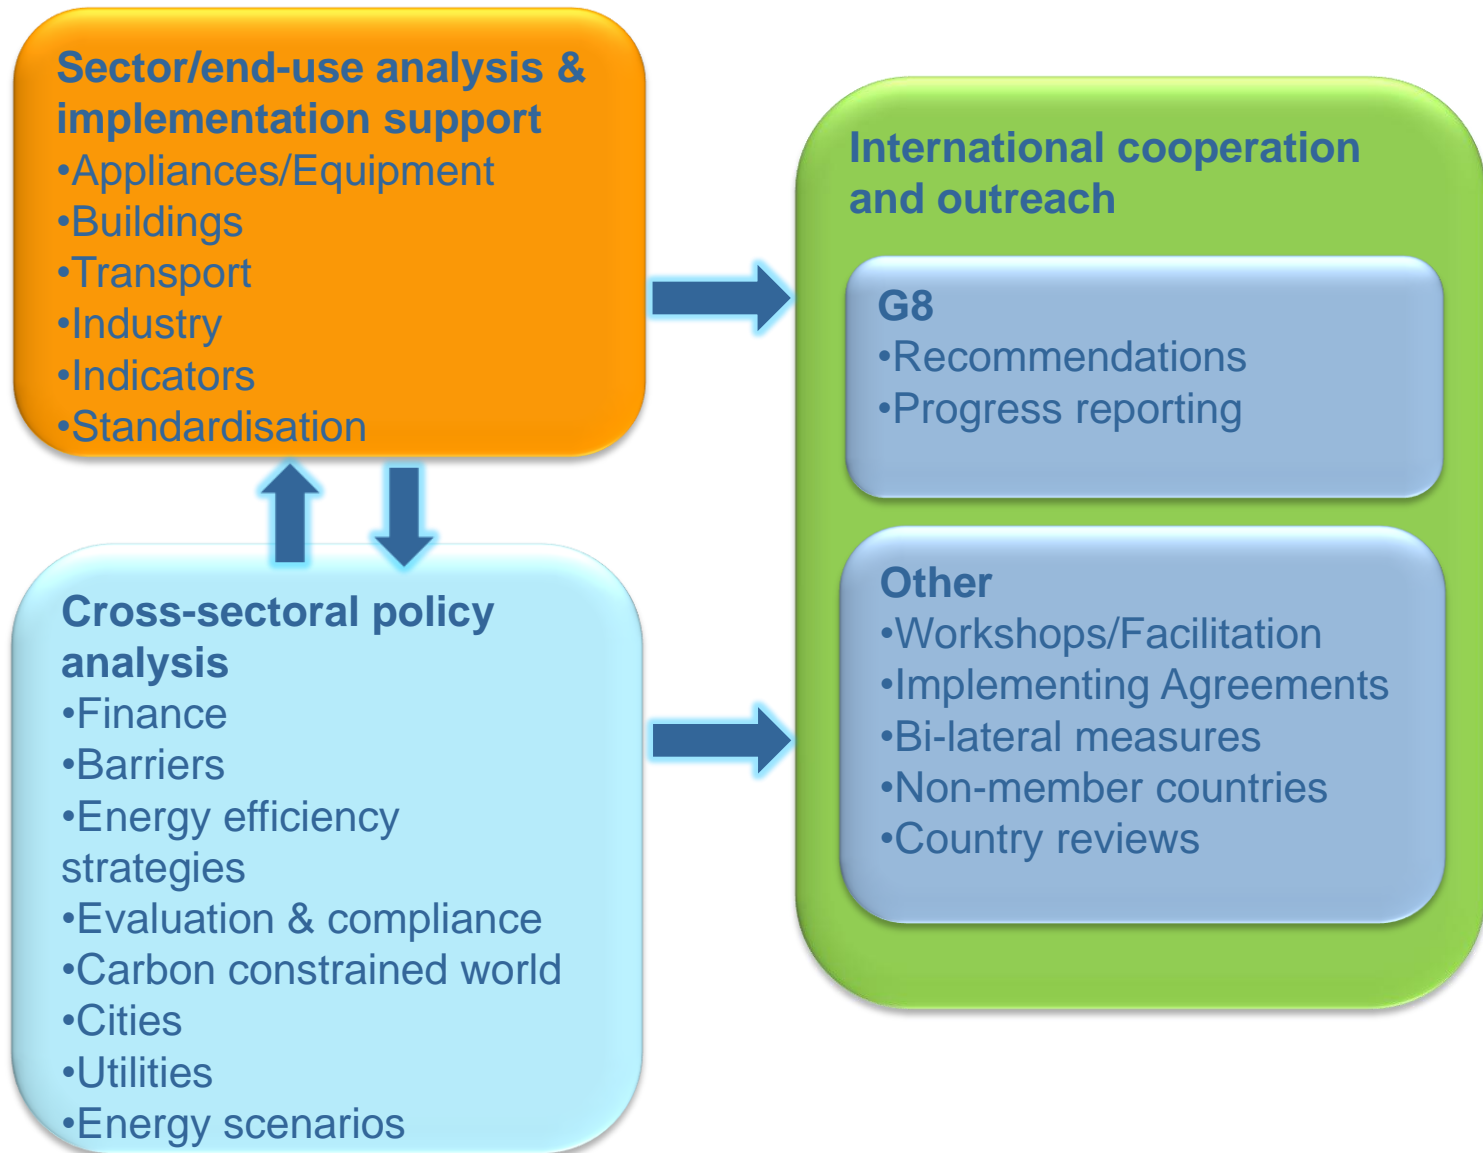 Sector/end-use analysis &
implementation support
•Appliances/Equipment
•Buildings
•Transport
•Industry
•Indicators
•Standardisation
Cross-sectoral policy
analysis
•Finance
•Barriers
•Energy efficiency
strategies
•Evaluation & compliance
•Carbon constrained world
•Cities
•Utilities
•Energy scenarios
International cooperation
and outreach
G8
•Recommendations
•Progress reporting
Other
•Workshops/Facilitation
•Implementing Agreements
•Bi-lateral measures
•Non-member countries
•Country reviews